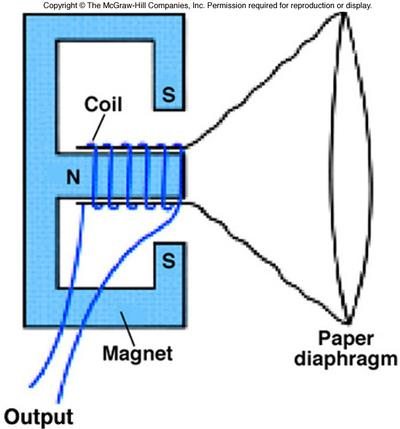 Copyright © The McGraw-Hill Companies, Inc. Permission required for reproduction or display.
S
Coil
N
S
Magnet
Paper
diaphragm
Output